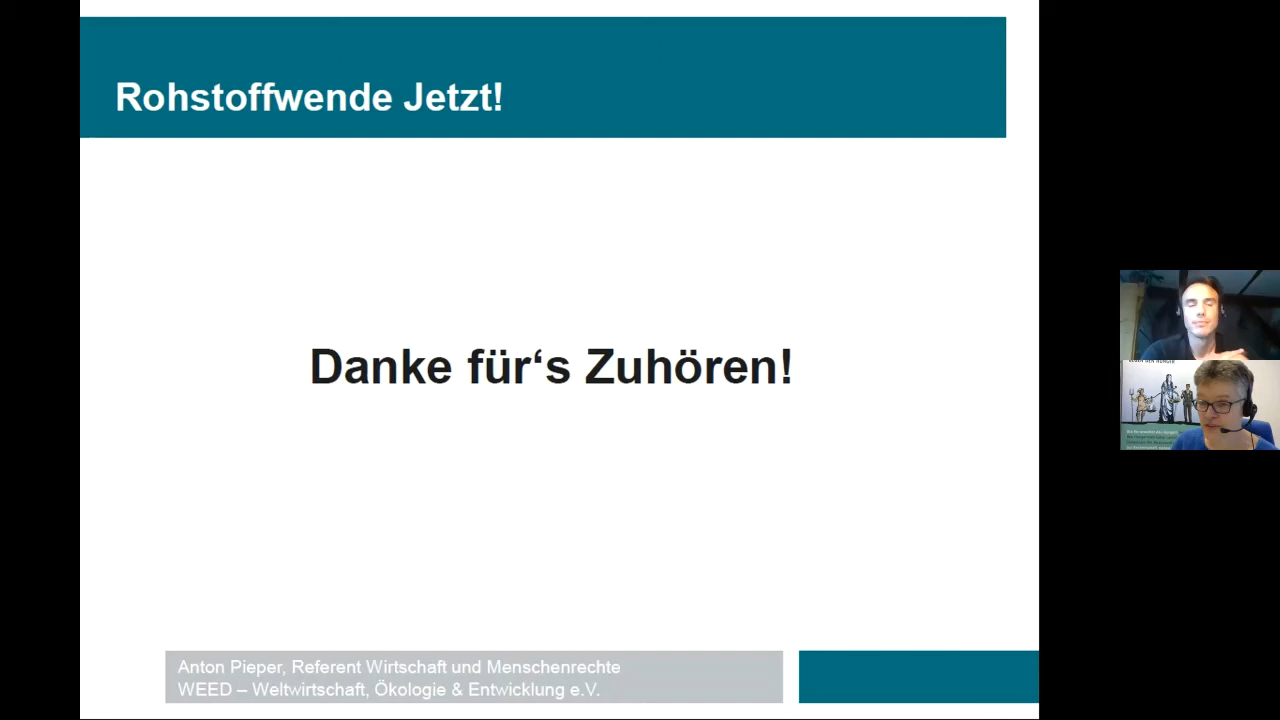 Rohstoffwende Jetzt!
Danke für‘s Zuhören!
Anton Pieper, Referent Wirtschaft und Menschenrechte
WEED – Weltwirtschaft, Ökologie & Entwicklung e.V.